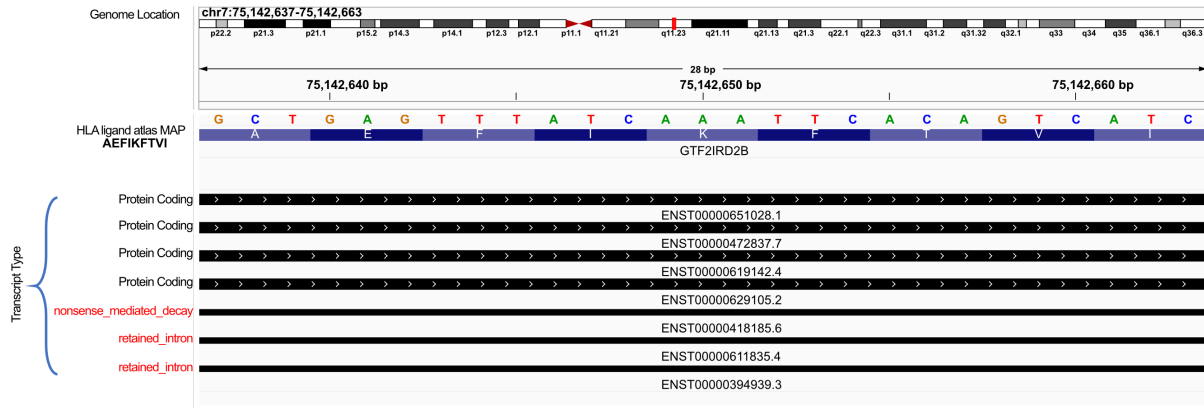 Genome Location
chr7:75,142,637-75,142,663
p22.2 p21.3 p21.1 p15.2 p14.3 p14.1 p12.3 p12.1 p11.1 q11.21 q11.23 q21.11 q21.13 q21.3 q22.1 q22.3 q31.1 q31.2 q31.32 q32.1 q33 q34 q35 q36.1 q36.3
28 bp
75,142,640 bp 75,142,650 bp 75,142,660 bp
G C T G A G T T T A T C A A A T T C A C A G T C A T C
HLA ligand atlas MAP
AEFIKFTVI
A E F I K F T V I
GTF2IRD2B
Transcript Type
Protein Coding
ENST00000651028.1
Protein Coding
ENST00000472837.7
Protein Coding
ENST00000619142.4
Protein Coding
ENST00000629105.2
nonsense_mediated_decay
ENST00000418185.6
retained_intron
ENST00000611835.4
retained_intron
ENST00000394939.3